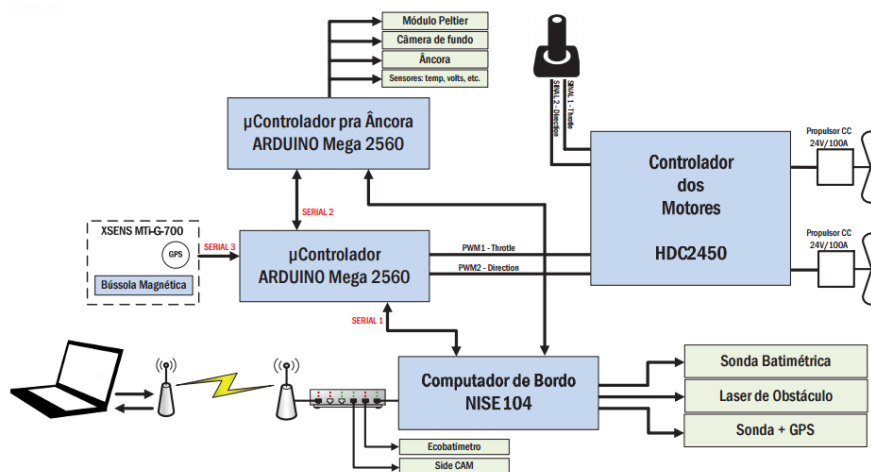 Módulo Peltier
Câmera de fundo
Âncora
Sensores: temp, volts, etc.
µControlador pra Âncora
ARDUINO Mega 2560
SINAL 2 - Direction
SINAL 1 - Throttle
Controlador
dos
Motores
HDC2450
Propulsor CC
24V/100A
Propulsor CC
24V/100A
SERIAL 2
XSENS MTi-G-700
GPS
Bússola Magnética
SERIAL 3
µControlador
ARDUINO Mega 2560
PWM1 - Throttle
PWM2 - Direction
SERIAL 1
Computador de Bordo
NISE 104
Sonda Batimétrica
Laser de Obstáculo
Sonda + GPS
Ecobatímetro
Side CAM